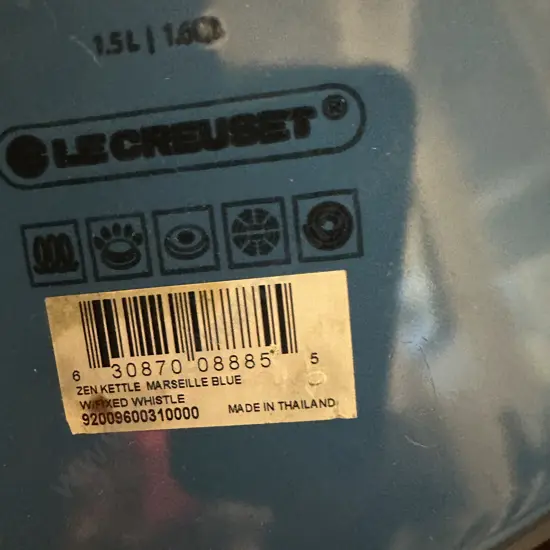 1.5L | 1.6
LE CREUSET®
6 30870 08885 5
ZEN KETTLE MARSEILLE BLUE
W/FIXED WHISTLE
92009600310000 MADE IN THAILAND